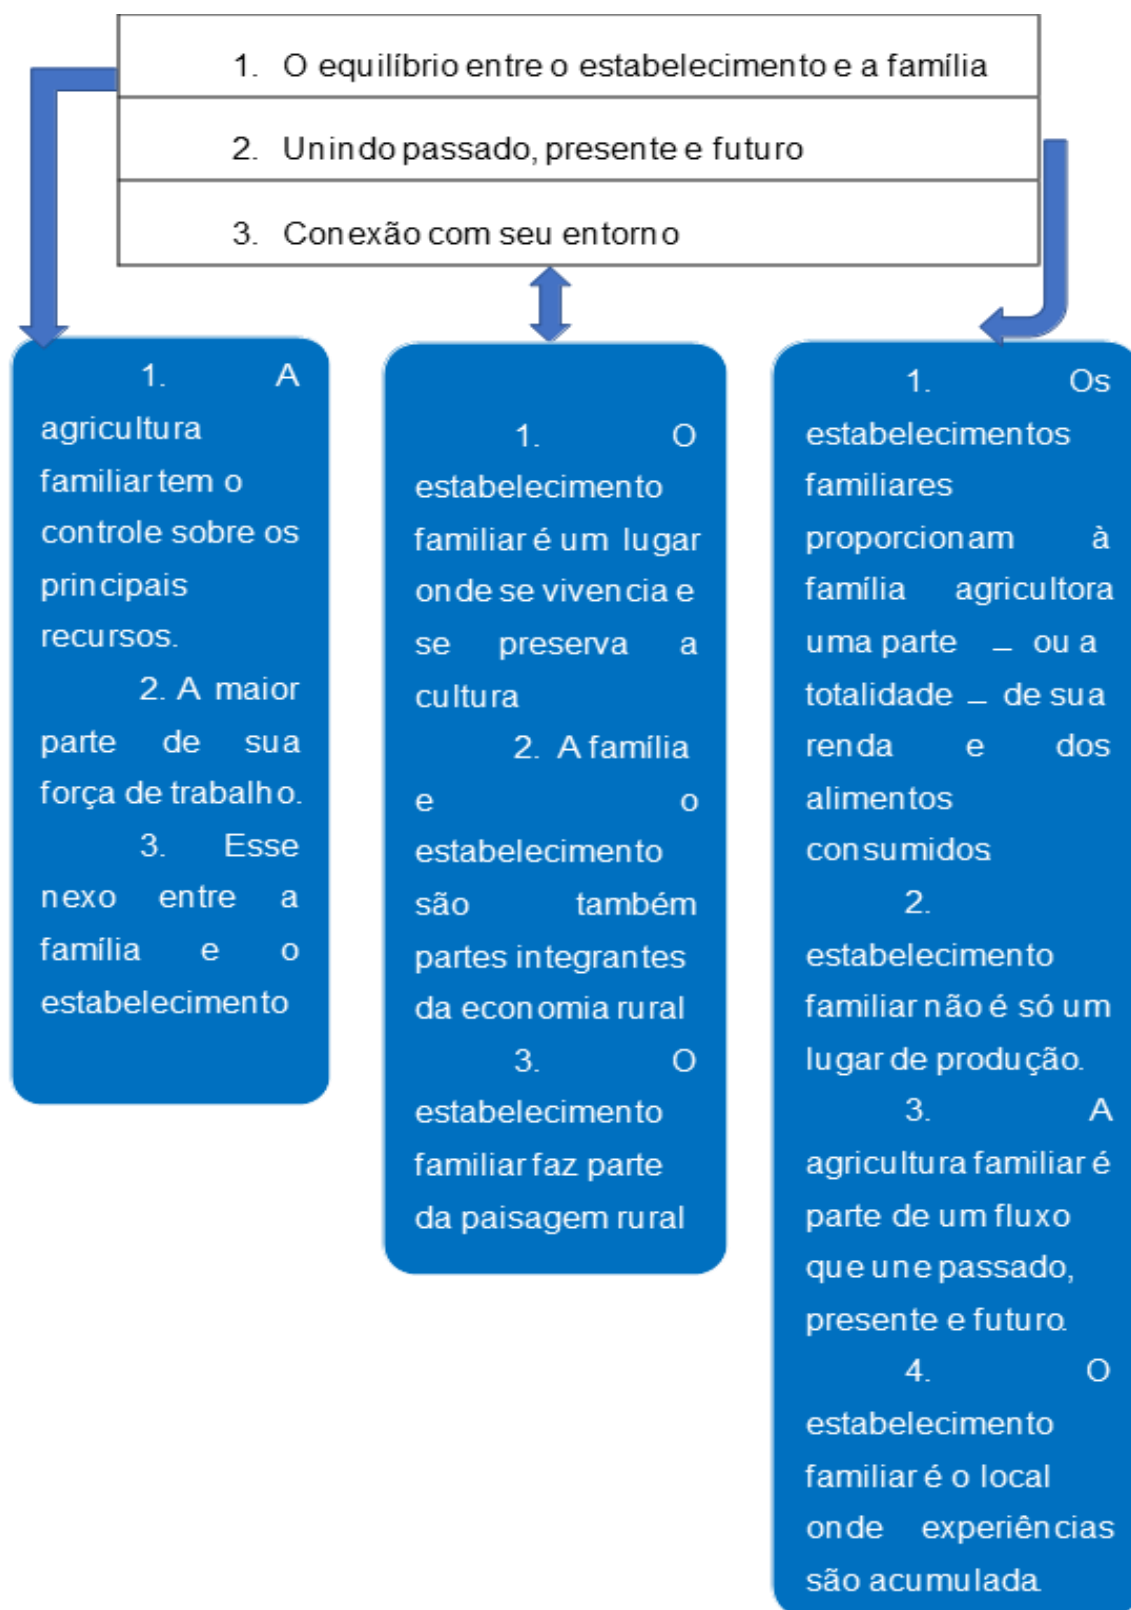 1. O equilíbrio entre o estabelecimento e a família
2. Unindo passado, presente e futuro
3. Conexão com seu entorno
1. A
agricultura
familiar tem o
controle sobre os
principais
recursos.
2. A maior
parte de sua
força de trabalho.
3. Esse
nexo entre a
família e o
estabelecimento
1. O
estabelecimento
familiar é um lugar
onde se vivencia e
se preserva a
cultura
2. A família
e o
estabelecimento
são também
partes integrantes
da economia rural
3. O
estabelecimento
familiar faz parte
da paisagem rural
1. Os
estabelecimentos
familiares
proporcionam à
família agricultora
uma parte – ou a
totalidade – de sua
renda e dos
alimentos
consumidos.
2.
estabelecimento
familiar não é só um
lugar de produção.
3. A
agricultura familiar é
parte de um fluxo
que une passado,
presente e futuro.
4. O
estabelecimento
familiar é o local
onde experiências
são acumulada.